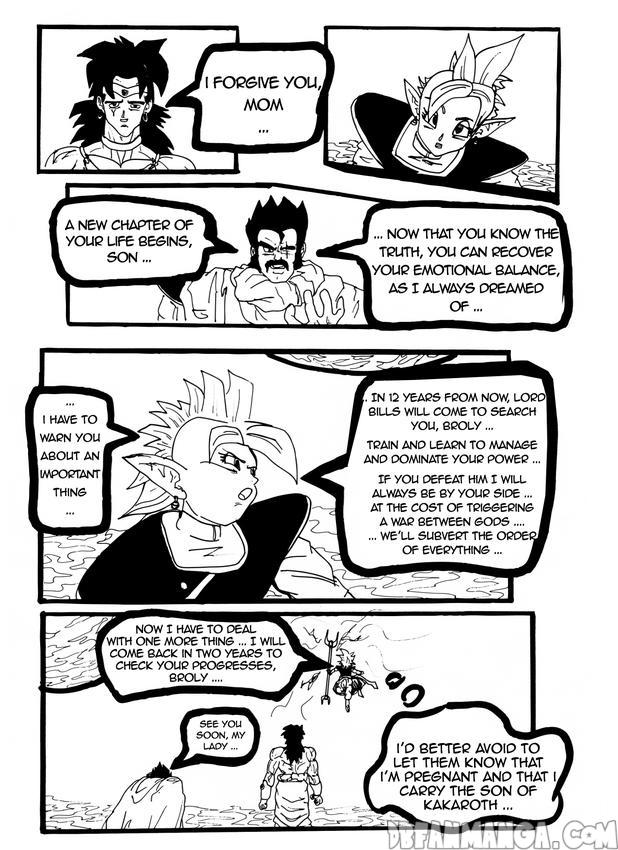 I FORGIVE YOU,
MOM
...
A NEW CHAPTER OF
YOUR LIFE BEGINS,
SON ...
... NOW THAT YOU KNOW THE
TRUTH, YOU CAN RECOVER
YOUR EMOTIONAL BALANCE,
AS I ALWAYS DREAMED
OF ...
...
I HAVE TO
WARN YOU
ABOUT AN
IMPORTANT
THING
...
.. IN 12 YEARS FROM NOW, LORD
BILLS WILL COME TO SEARCH
YOU, BROLY ...
TRAIN AND LEARN TO MANAGE
AND DOMINATE YOUR POWER ...
IF YOU DEFEAT HIM I WILL
ALWAYS BE BY YOUR SIDE ...
AT THE COST OF TRIGGERING
A WAR BETWEEN GODS ....
... WE'LL SUBVERT THE ORDER
OF EVERYTHING ...
NOW I HAVE TO DEAL
WITH ONE MORE THING ... I WILL
COME BACK IN TWO YEARS TO
CHECK YOUR PROGRESSES,
BROLY ....
SEE YOU
SOON, MY
LADY ...
I'D BETTER AVOID TO
LET THEM KNOW THAT
I'M PREGNANT AND THAT I
CARRY THE SON OF
KAKAROTH ...
DBFANMANGA.COM